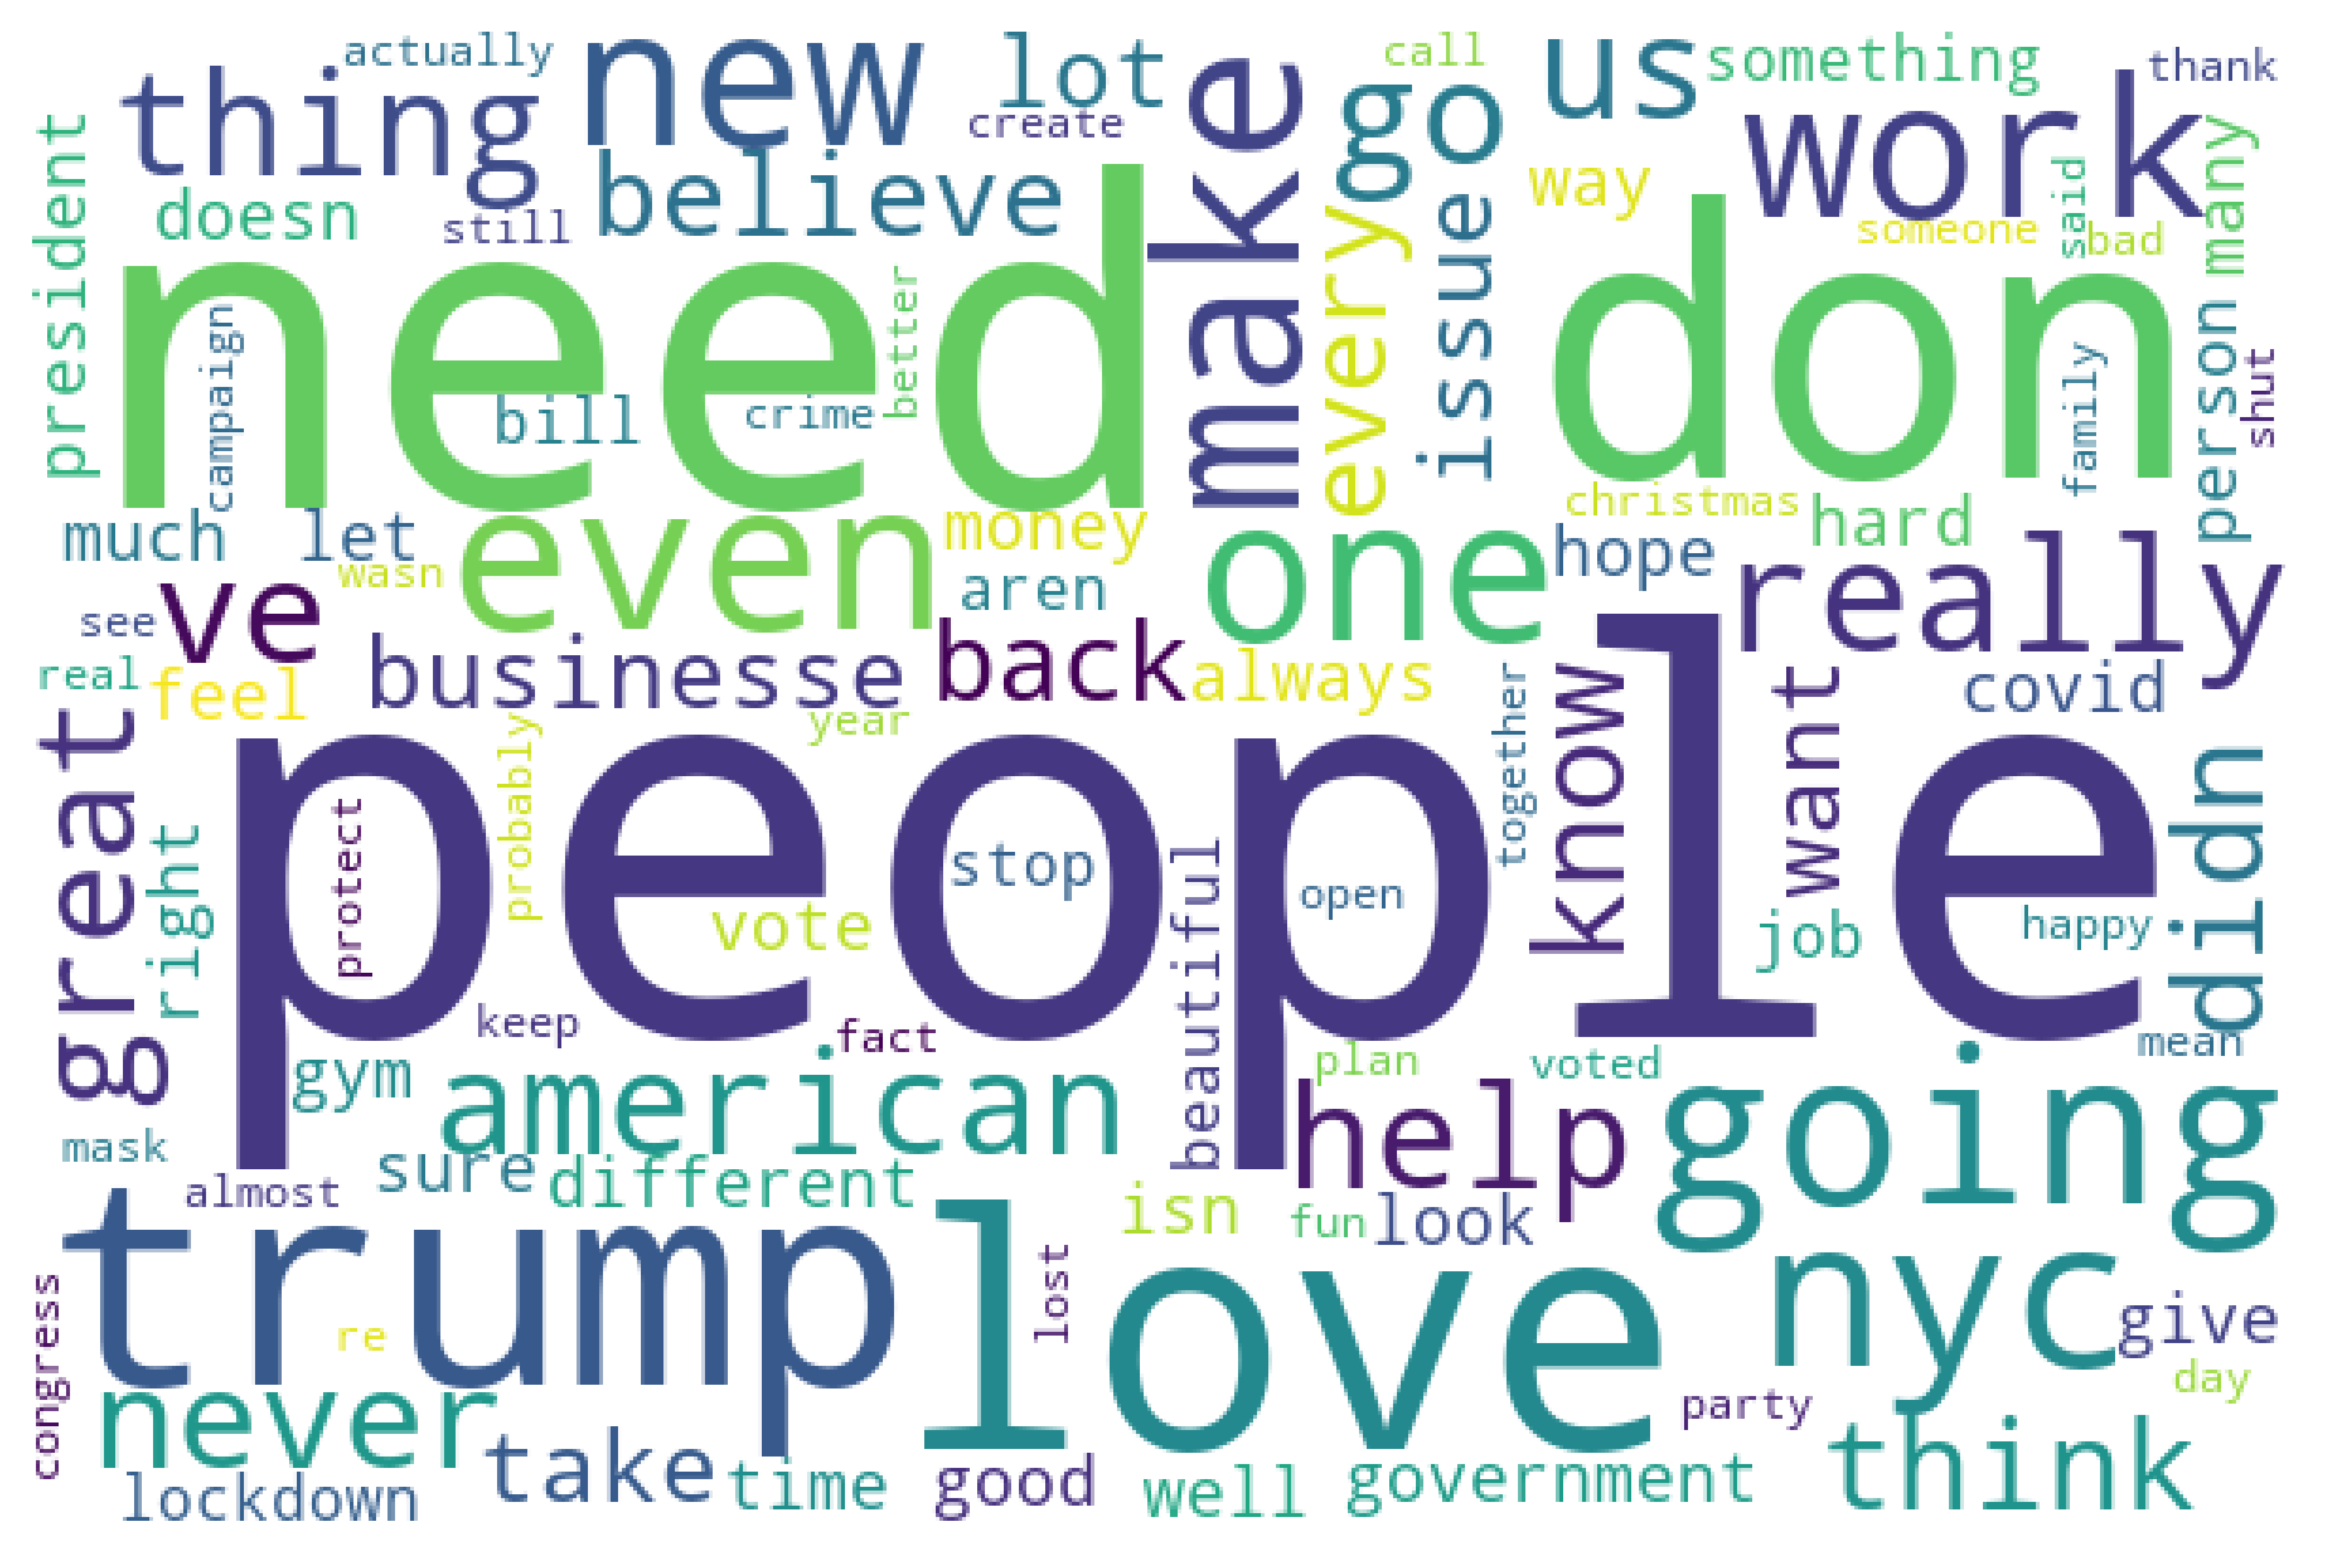 actually
new
lot
call
us
something
thank
thing
create
make
go
work
president
doesn
still
believe
every
issue
way
someone
said
bad
many
need
don
campaign
bill
crime
better
person
family
shut
much
let
even
money
christmas
hard
wasn
aren
one
hope
really
see
ve
real
feel
businesse
back
always
know
want
covid
together
great
people
year
probably
right
protect
stop
vote
open
beautiful
job
happy
didn
keep
fact
mean
gym
american
plan
voted
help
going
mask
almost
sure
different
isn
fun
look
trump
love
nyc
lost
congress
re
give
day
never
take
party
think
lockdown
time
good
well
government